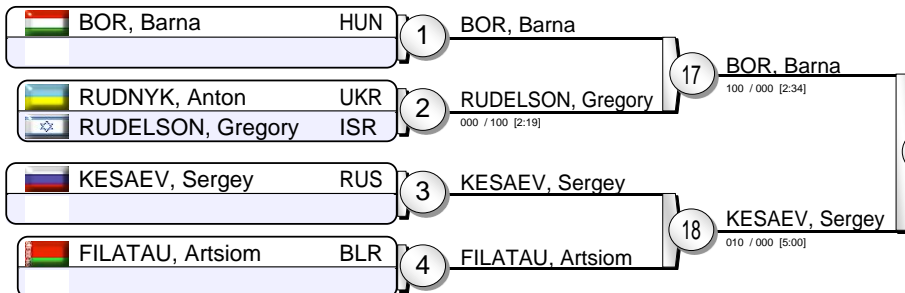 BOR, Barna HUN
1
BOR, Barna
17
BOR, Barna
100 / 000 [2:34]
RUDNYK, Anton UKR
RUDELSON, Gregory ISR
2
RUDELSON, Gregory
000 / 100 [2:19]
KESAEV, Sergey RUS
3
KESAEV, Sergey
18
KESAEV, Sergey
010 / 000 [5:00]
FILATAU, Artsiom BLR
4
FILATAU, Artsiom